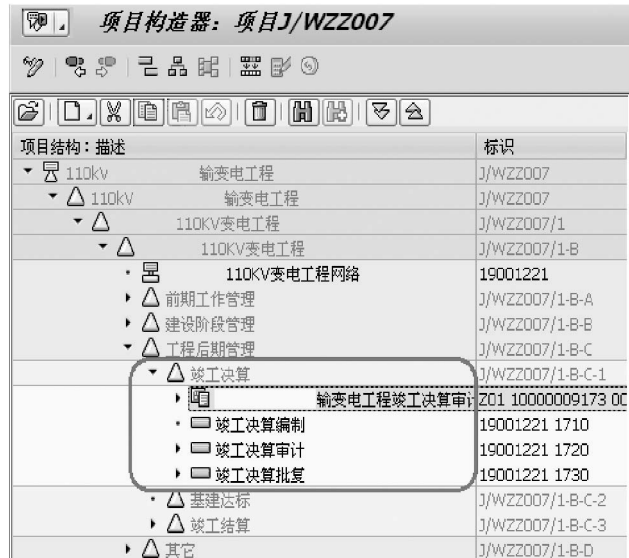 项目构造器：项目J/WZZ007
项目结构：描述 标识
110kV 输变电工程 J/WZZ007
110kV 输变电工程 J/WZZ007
110KV变电工程 J/WZZ007/1
110KV变电工程 J/WZZ007/1-B
110KV变电工程网络 19001221
前期工作管理 J/WZZ007/1-B-A
建设阶段管理 J/WZZ007/1-B-B
工程后期管理 J/WZZ007/1-B-C
竣工决算 J/WZZ007/1-B-C-1
输变电工程竣工决算审计 Z01 10000009173 00
竣工决算编制 19001221 1710
竣工决算审计 19001221 1720
竣工决算批复 19001221 1730
基建达标 J/WZZ007/1-B-C-2
竣工结算 J/WZZ007/1-B-C-3
其它 J/WZZ007/1-B-D